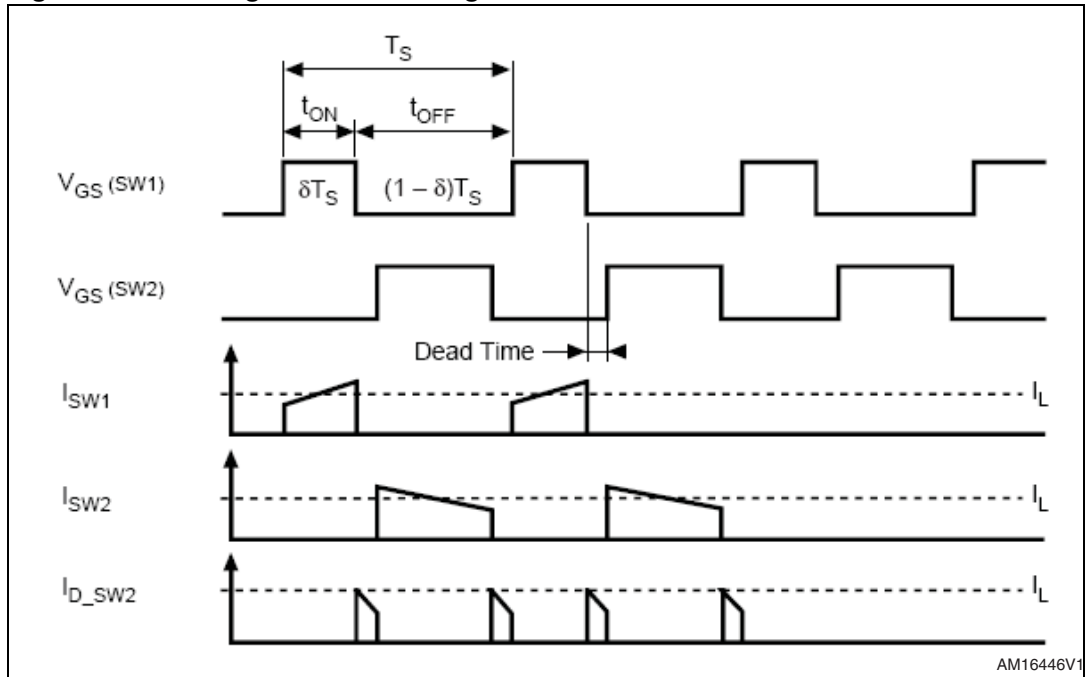 T_S
t_ON t_OFF
V_GS (SW1) δT_S (1 – δ)T_S
V_GS (SW2)
Dead Time
I_SW1 I_L
I_SW2 I_L
I_D_SW2 I_L
AM16446V1